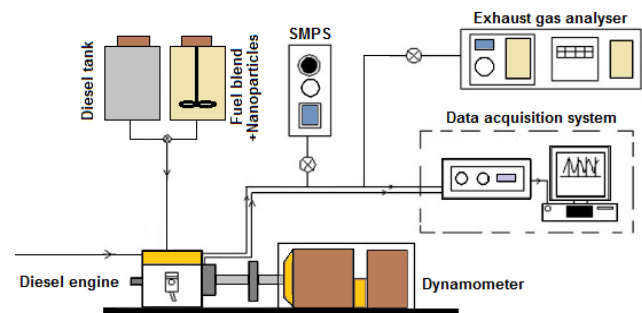 Exhaust gas analyser
SMPS
Diesel tank
Fuel blend
+Nanoparticles
Data acquisition system
Diesel engine
Dynamometer